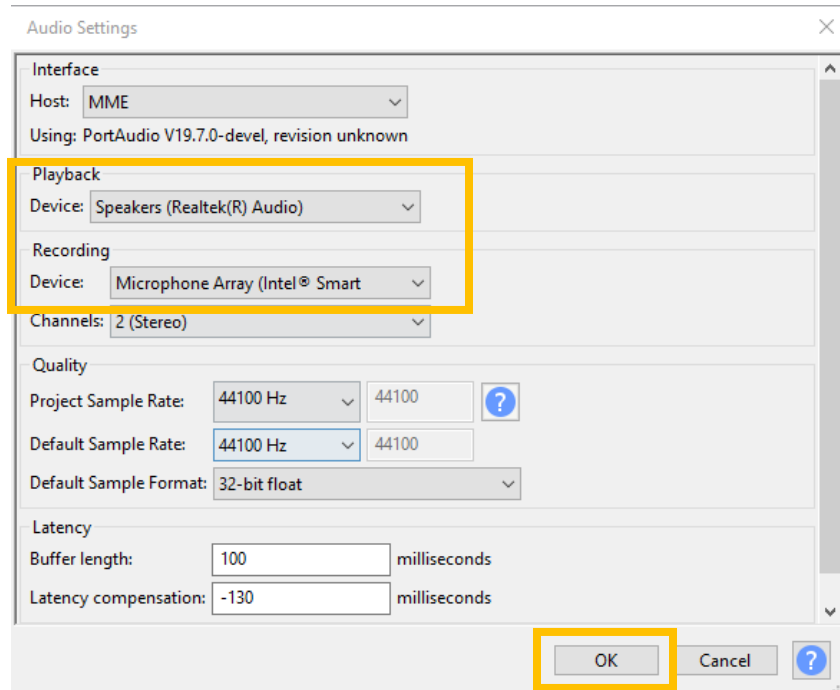 Audio Settings
Interface
Host: MME
Using: PortAudio V19.7.0-devel, revision unknown
Playback
Device: Speakers (Realtek(R) Audio)
Recording
Device: Microphone Array (Intel® Smart
Channels: 2 (Stereo)
Quality
Project Sample Rate: 44100 Hz 44100 ?
Default Sample Rate: 44100 Hz 44100
Default Sample Format: 32-bit float
Latency
Buffer length: 100 milliseconds
Latency compensation: -130 milliseconds
OK Cancel ?